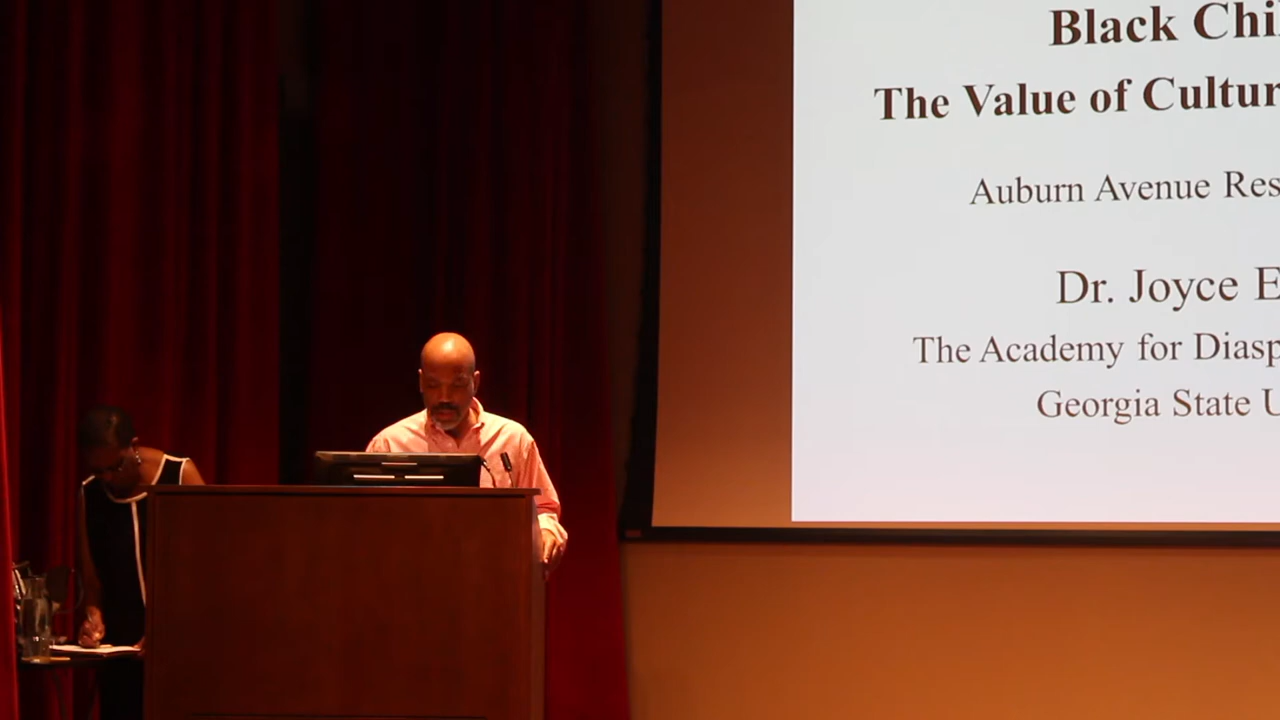 Black Chi
The Value of Cultur
Auburn Avenue Res
Dr. Joyce E
The Academy for Diasp
Georgia State U